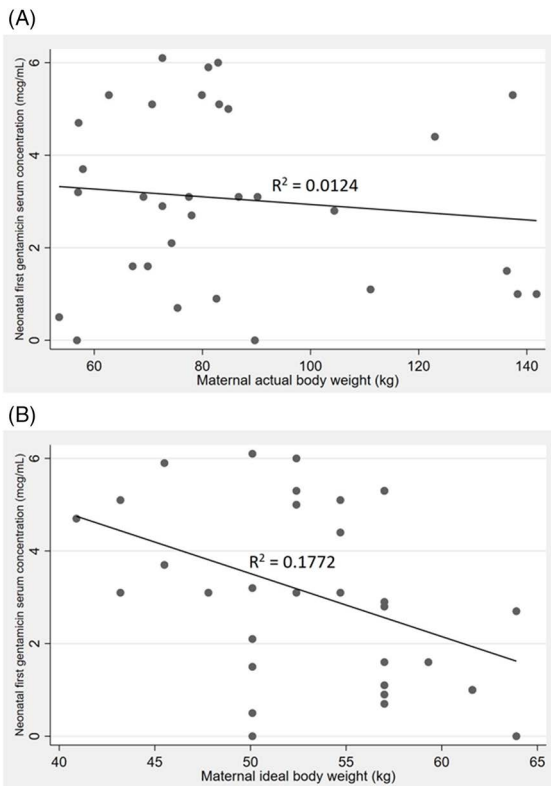 (A)
Neonatal first gentamicin serum concentration (mcg/mL)
6
4
2
0
R² = 0.0124
60 80 100 120 140
Maternal actual body weight (kg)
(B)
Neonatal first gentamicin serum concentration (mcg/mL)
6
4
2
0
R² = 0.1772
40 45 50 55 60 65
Maternal ideal body weight (kg)